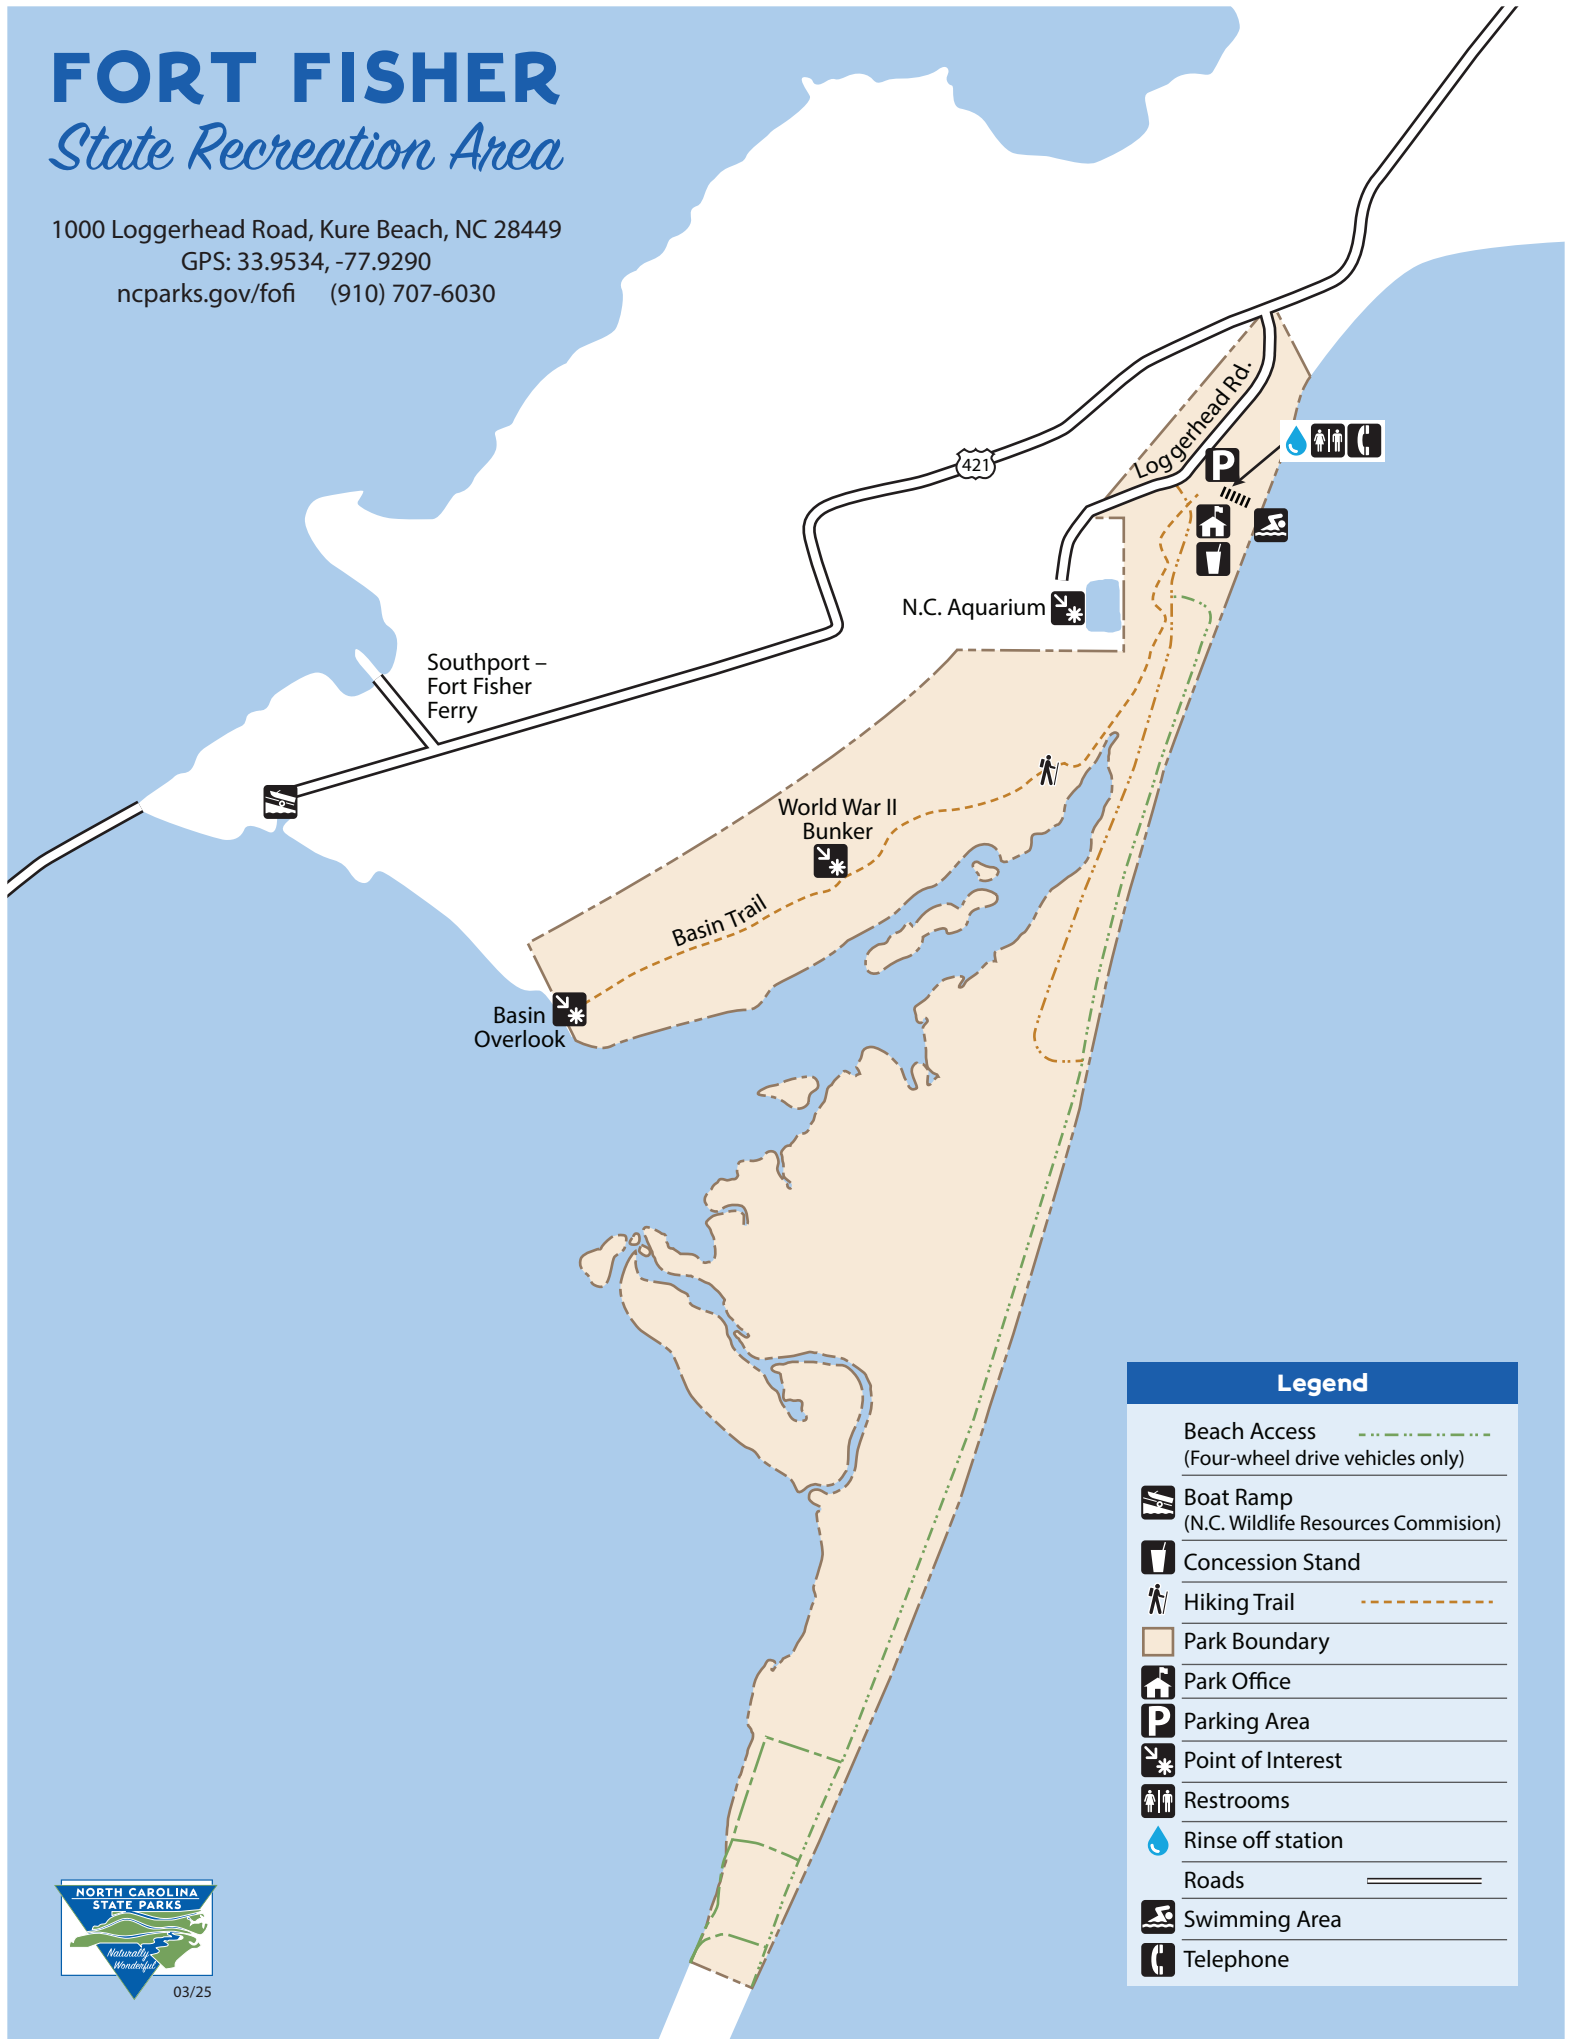 FORT FISHER
State Recreation Area
1000 Loggerhead Road, Kure Beach, NC 28449
GPS: 33.9534, -77.9290
ncparks.gov/fofi (910) 707-6030
Loggerhead Rd.
P
421
N.C. Aquarium
Southport –
Fort Fisher
Ferry
World War II
Bunker
Basin Trail
Basin
Overlook
Legend
Beach Access
(Four-wheel drive vehicles only)
Boat Ramp
(N.C. Wildlife Resources Commision)
Concession Stand
Hiking Trail
Park Boundary
Park Office
P Parking Area
Point of Interest
Restrooms
Rinse off station
Roads
Swimming Area
Telephone
NORTH CAROLINA
STATE PARKS
Naturally
Wonderful
03/25